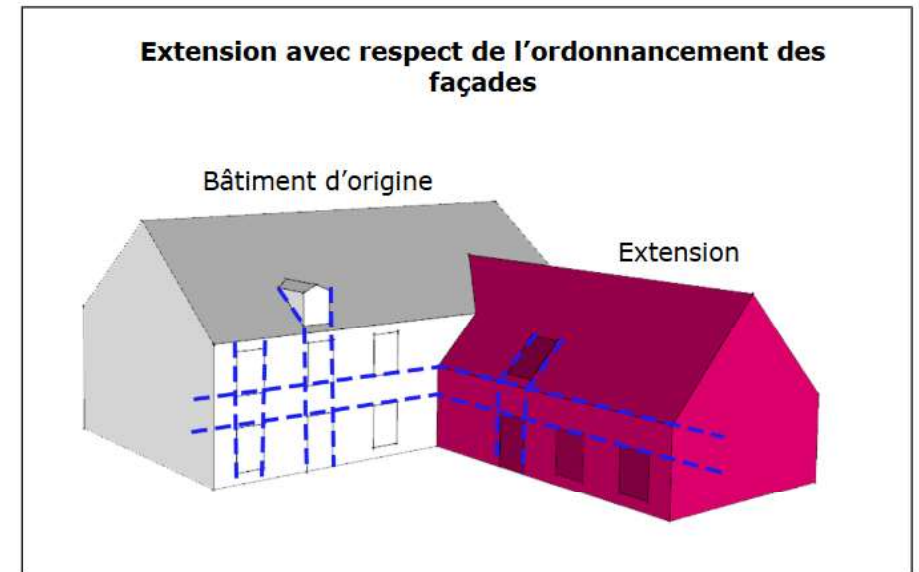 Extension avec respect de l’ordonnancement des
façades
Bâtiment d’origine
Extension